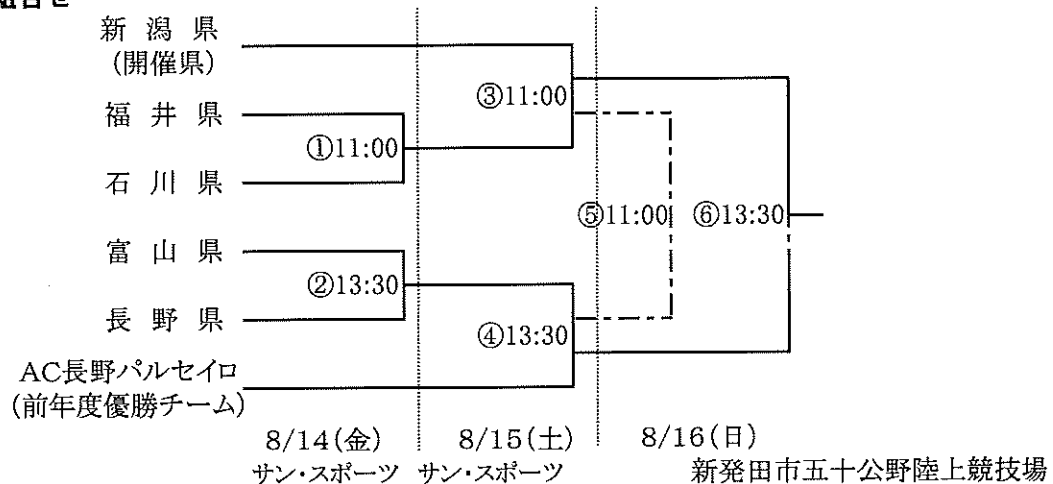 新潟県
(開催県)
福井県
石川県
富山県
長野県
AC長野パルセイロ
(前年度優勝チーム)
①11:00
②13:30
③11:00
④13:30
⑤11:00
⑥13:30
8/14(金)
サン・スポーツ
8/15(土)
サン・スポーツ
8/16(日)
新発田市五十公野陸上競技場